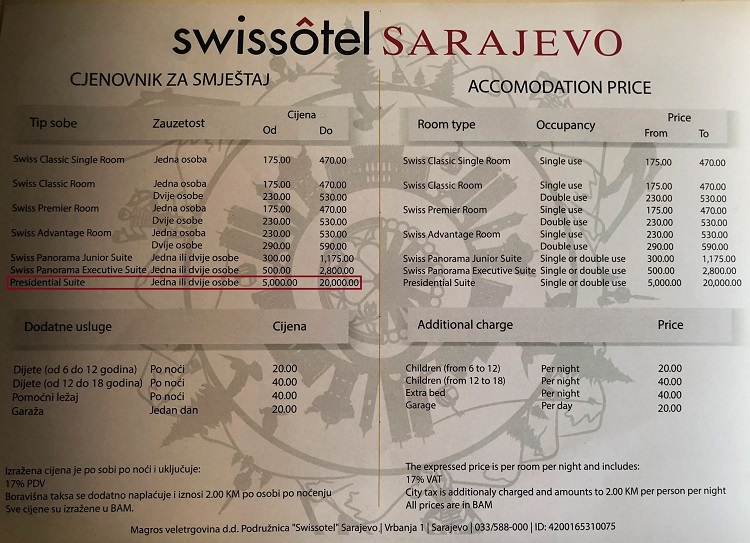 swissôtel SARAJEVO
CJENOVNIK ZA SMJEŠTAJ
Tip sobe Zauzetost Cijena
Od Do
Swiss Classic Single Room Jedna osoba 175.00 470.00
Swiss Classic Room Jedna osoba 175.00 470.00
Dvije osobe 230.00 530.00
Swiss Premier Room Jedna osoba 175.00 470.00
Dvije osobe 230.00 530.00
Swiss Advantage Room Jedna osoba 230.00 530.00
Dvije osobe 290.00 590.00
Swiss Panorama Junior Suite Jedna ili dvije osobe 300.00 1,175.00
Swiss Panorama Executive Suite Jedna ili dvije osobe 500.00 2,800.00
Presidential Suite Jedna ili dvije osobe 5,000.00 20,000.00
Dodatne usluge Cijena
Dijete (od 6 do 12 godina) Po noći 20.00
Dijete (od 12 do 18 godina) Po noći 40.00
Pomoćni ležaj Po noći 40.00
Garaža Jedan dan 20.00
Izražena cijena je po sobi po noći i uključuje:
17% PDV
Boravišna taksa se dodatno naplaćuje i iznosi 2.00 KM po osobi po noćenju
Sve cijene su izražene u BAM.
ACCOMODATION PRICE
Room type Occupancy Price
From To
Swiss Classic Single Room Single use 175.00 470.00
Swiss Classic Room Single use 175.00 470.00
Double use 230.00 530.00
Swiss Premier Room Single use 175.00 470.00
Double use 230.00 530.00
Swiss Advantage Room Single use 230.00 530.00
Double use 290.00 590.00
Swiss Panorama Junior Suite Single or double use 300.00 1,175.00
Swiss Panorama Executive Suite Single or double use 500.00 2,800.00
Presidential Suite Single or double use 5,000.00 20,000.00
Additional charge Price
Children (from 6 to 12) Per night 20.00
Children (from 12 to 18) Per night 40.00
Extra bed Per night 40.00
Garage Per day 20.00
The expressed price is per room per night and includes:
17% VAT
City tax is additionaly charged and amounts to 2.00 KM per person per night
All prices are in BAM
Magros veletrgovina d.d. Podružnica "Swissotel" Sarajevo | Vrbanja 1 | Sarajevo | 033/588-000 | ID: 4200165310075